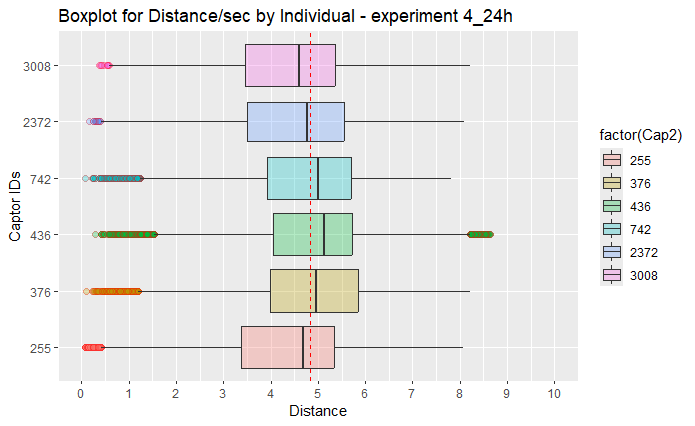 Boxplot for Distance/sec by Individual - experiment 4_24h
Captor IDs
3008
2372
742
436
376
255
0 1 2 3 4 5 6 7 8 9 10
Distance
factor(Cap2)
255
376
436
742
2372
3008